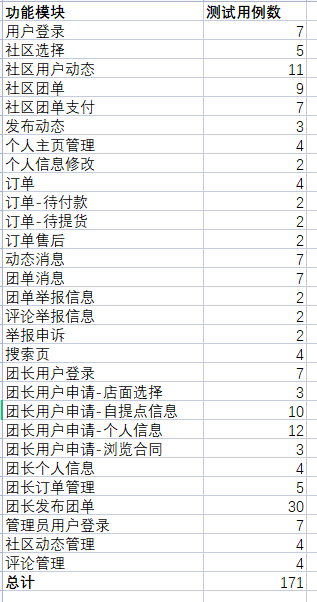 功能模块 测试用例数
用户登录 7
社区选择 5
社区用户动态 11
社区团单 9
社区团单支付 7
发布动态 3
个人主页管理 4
个人信息修改 2
订单 4
订单-待付款 2
订单-待提货 2
订单售后 2
动态消息 7
团单消息 7
团单举报信息 2
评论举报信息 2
举报申诉 2
搜索页 4
团长用户登录 7
团长用户申请-店面选择 3
团长用户申请-自提点信息 10
团长用户申请-个人信息 12
团长用户申请-浏览合同 3
团长个人信息 4
团长订单管理 5
团长发布团单 30
管理员用户登录 7
社区动态管理 4
评论管理 4
总计 171